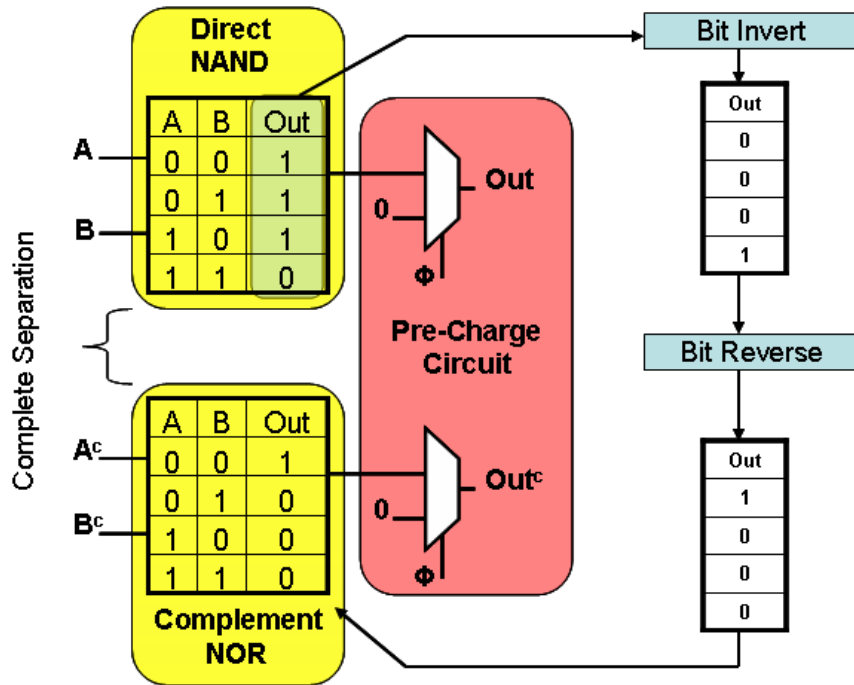 Direct
NAND
A B Out
0 0 1
0 1 1
1 0 1
1 1 0
A
B
Complete Separation
0
Φ
Out
Pre-Charge
Circuit
A B Out
0 0 1
0 1 0
1 0 0
1 1 0
Aᶜ
Bᶜ
Complement
NOR
0
Φ
Outᶜ
Bit Invert
Out
0
0
0
1
Bit Reverse
Out
1
0
0
0